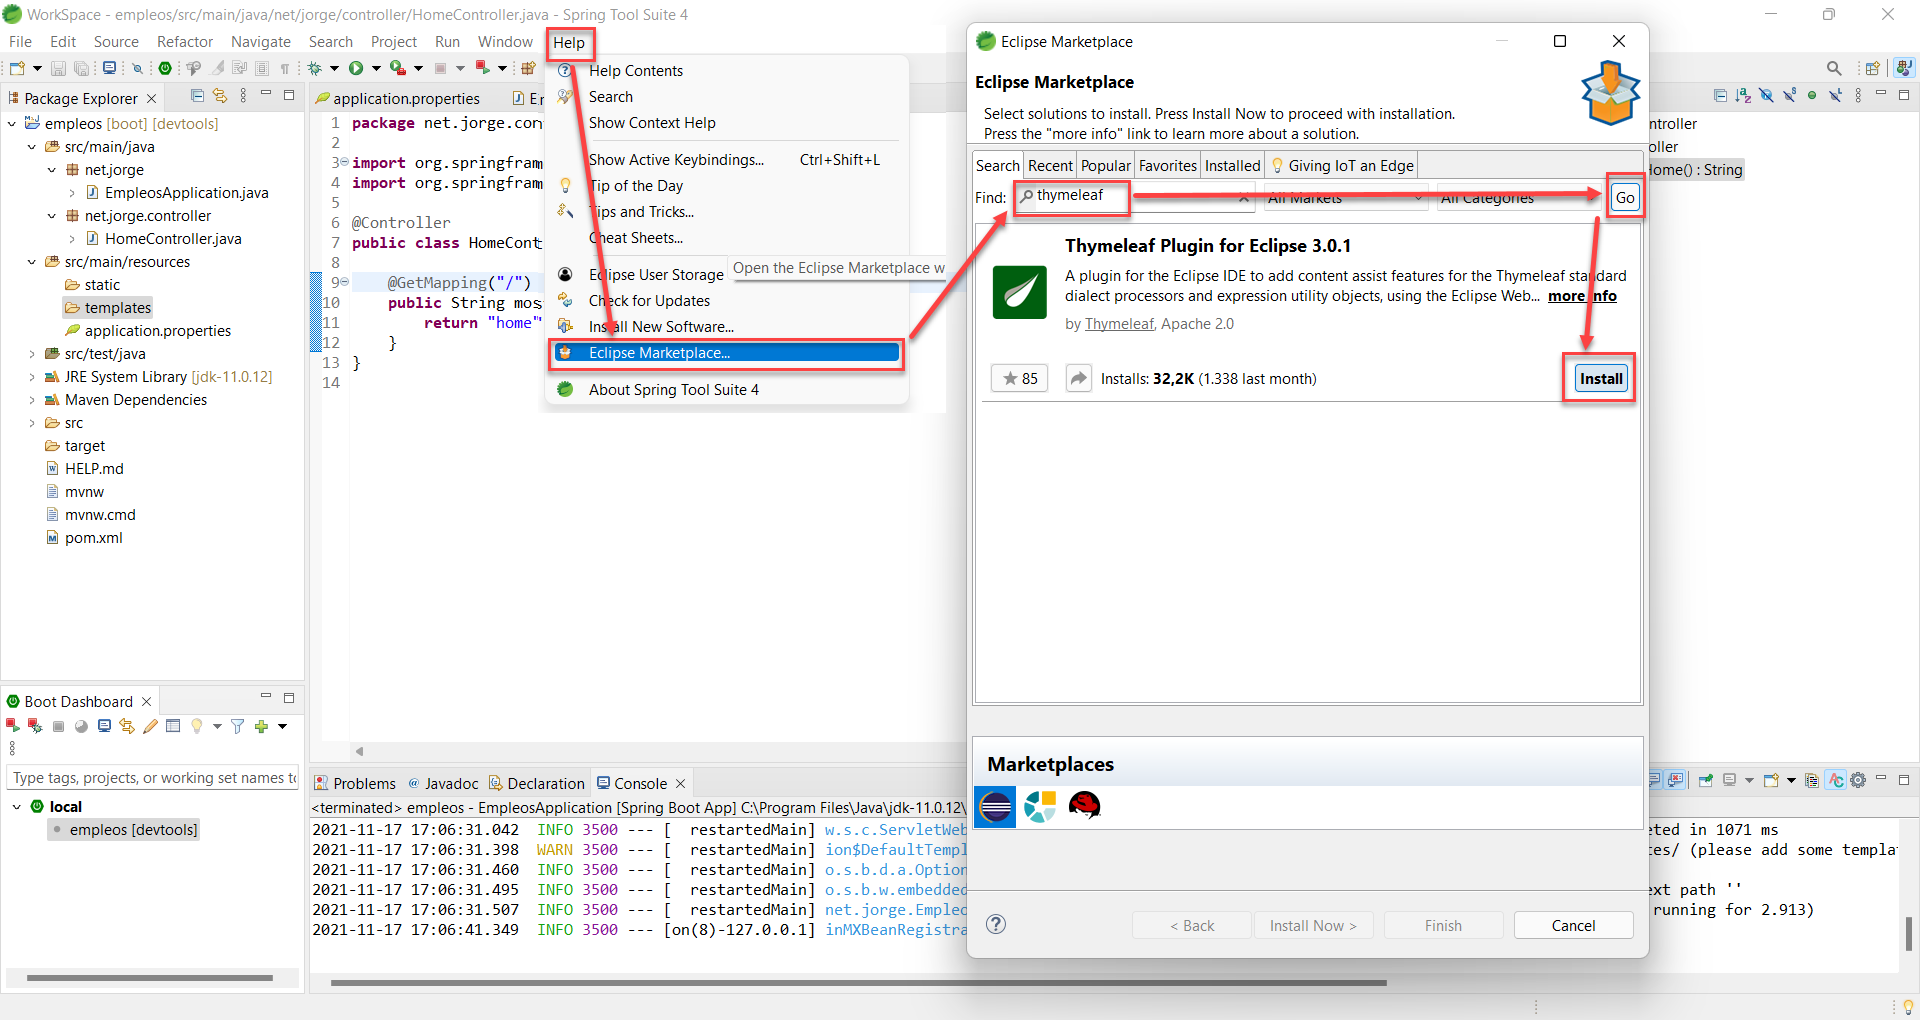 WorkSpace - empleos/src/main/java/net/jorge/controller/HomeController.java - Spring Tool Suite 4
File Edit Source Refactor Navigate Search Project Run Window Help
Package Explorer
empleos [boot] [devtools]
src/main/java
net.jorge
EmpleosApplication.java
net.jorge.controller
HomeController.java
src/main/resources
static
templates
application.properties
src/test/java
JRE System Library [jdk-11.0.12]
Maven Dependencies
src
target
HELP.md
mvnw
mvnw.cmd
pom.xml
application.properties
1 package net.jorge.con
2
3 import org.springfram
4 import org.springfram
5
6 @Controller
7 public class HomeCont
8
9 @GetMapping("/")
10 public String mos
11 return "home"
12 }
13 }
14
Help Contents
Search
Show Context Help
Show Active Keybindings... Ctrl+Shift+L
Tip of the Day
Tips and Tricks...
Cheat Sheets...
Eclipse User Storage
Open the Eclipse Marketplace w
Check for Updates
Install New Software...
Eclipse Marketplace...
About Spring Tool Suite 4
Eclipse Marketplace
Eclipse Marketplace
Select solutions to install. Press Install Now to proceed with installation.
Press the "more info" link to learn more about a solution.
Search Recent Popular Favorites Installed Giving IoT an Edge
Find: thymeleaf All Markets All Categories Go
Thymeleaf Plugin for Eclipse 3.0.1
A plugin for the Eclipse IDE to add content assist features for the Thymeleaf standard
dialect processors and expression utility objects, using the Eclipse Web... more info
by Thymeleaf, Apache 2.0
85 Installs: 32,2K (1.338 last month) Install
Marketplaces
< Back Install Now > Finish Cancel
ntroller
oller
Home() : String
Boot Dashboard
Type tags, projects, or working set names to
local
empleos [devtools]
Problems Javadoc Declaration Console
<terminated> empleos - EmpleosApplication [Spring Boot App] C:\Program Files\Java\jdk-11.0.12\
2021-11-17 17:06:31.042 INFO 3500 --- [ restartedMain] w.s.c.ServletWeb eted in 1071 ms
2021-11-17 17:06:31.398 WARN 3500 --- [ restartedMain] ion$DefaultTempl tes/ (please add some templa
2021-11-17 17:06:31.460 INFO 3500 --- [ restartedMain] o.s.b.d.a.Option
2021-11-17 17:06:31.495 INFO 3500 --- [ restartedMain] o.s.b.w.embedded ext path ''
2021-11-17 17:06:31.507 INFO 3500 --- [ restartedMain] net.jorge.Empleo running for 2.913)
2021-11-17 17:06:41.349 INFO 3500 --- [on(8)-127.0.0.1] inMXBeanRegistra